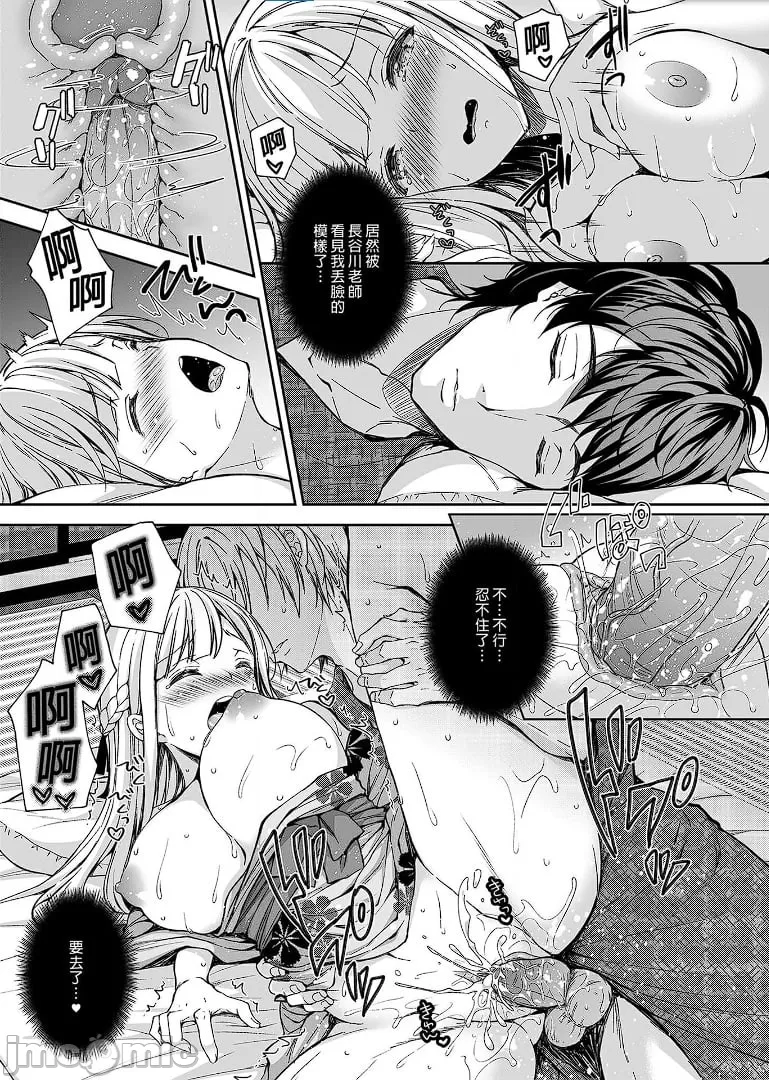 啊♡
啊♡
居然被
長谷川老師
看見我丟臉的
模樣了…
啊啊
ぽ
不…不行…
忍不住了…
啊♡
啊♡
啊啊♡♡
要去了…♥
jmcomic